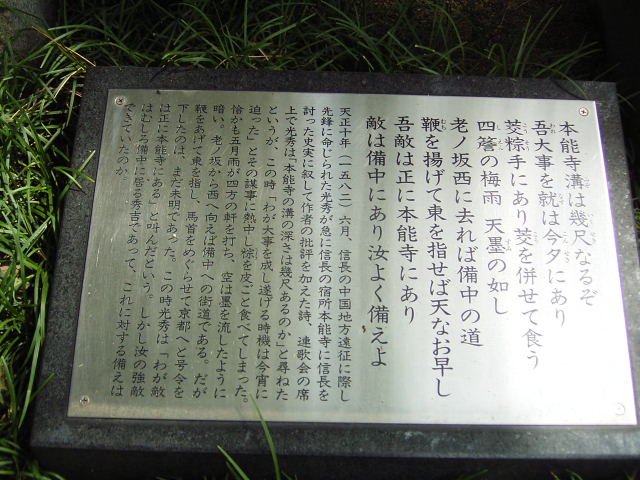 本能寺溝は幾尺なるぞ
吾大事を就は今夕にあり
茭粽手にあり茭を併せて食う
四簷の梅雨 天墨の如し
老ノ坂西に去れば備中の道
鞭を揚げて東を指せば天なお早し
吾敵は正に本能寺にあり
敵は備中にあり汝よく備えよ
天正十年(一五八二)六月、信長の中国地方遠征に際し
先鋒に命じられた光秀が急に信長の宿所本能寺に信長を
討った史実に叙して作者の批評を加えた詩、連歌会の席
上で光秀は、本能寺の溝の深さは幾尺あるのか」と尋ねた
というが、この時「わが大事を成し遂げる時機は今宵に
迫った」とその謀事に熱中し粽を皮ごと食べてしまった。
恰かも五月雨が四方の軒を打ち、空は墨を流したように
暗い。老ノ坂から西へ向えば備中への街道である。だが
鞭をあげて東を指し、馬首をめぐらせて京都へと号令を
下したのは、まだ未明であった。この時光秀は「わが敵
は正に本能寺にある」と叫んだという。しかし汝の強敵
はむしろ備中に居る秀吉であって、これに対する備えは
できていたのか。